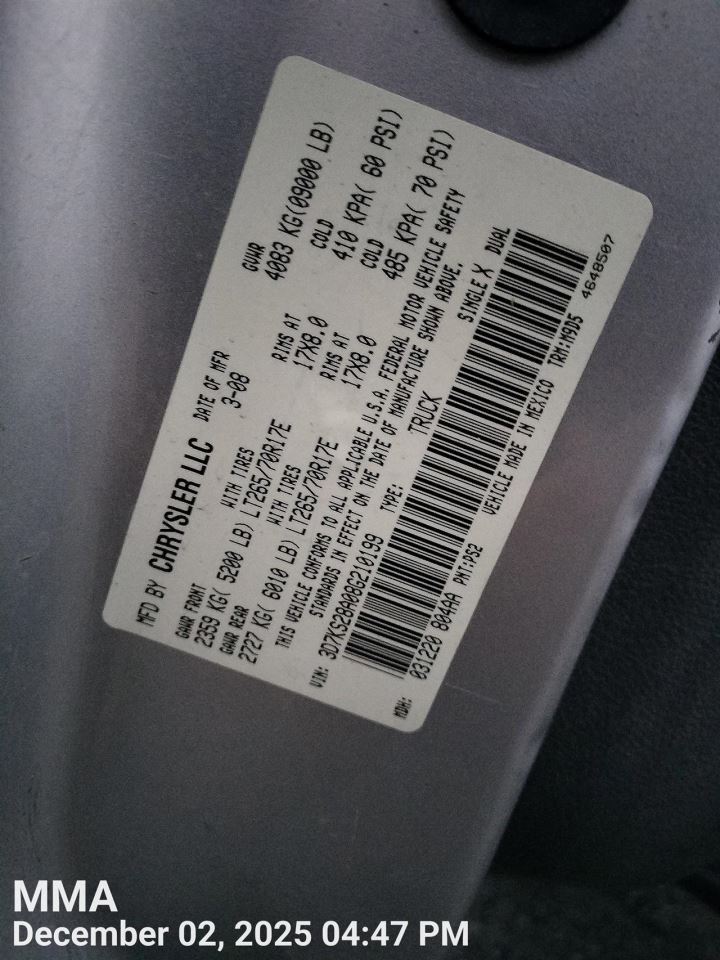 MFD BY CHRYSLER LLC DATE OF MFR GVWR
3-08 4083 KG(09000 LB)
GAWR FRONT WITH TIRES RIMS AT COLD
2359 KG( 5200 LB) LT265/70R17E 17X8.0 410 KPA( 60 PSI)
GAWR REAR WITH TIRES RIMS AT COLD
2727 KG( 6010 LB) LT265/70R17E 17X8.0 485 KPA( 70 PSI)
THIS VEHICLE CONFORMS TO ALL APPLICABLE U.S.A. FEDERAL MOTOR VEHICLE SAFETY
STANDARDS IN EFFECT ON THE DATE OF MANUFACTURE SHOWN ABOVE.
VIN: 3D7KS28A08G210199 TYPE: TRUCK SINGLE X DUAL
MDH: 031220 804AA PNT:PS2 VEHICLE MADE IN MEXICO TRM:M9D5 4648507
MMA
December 02, 2025 04:47 PM